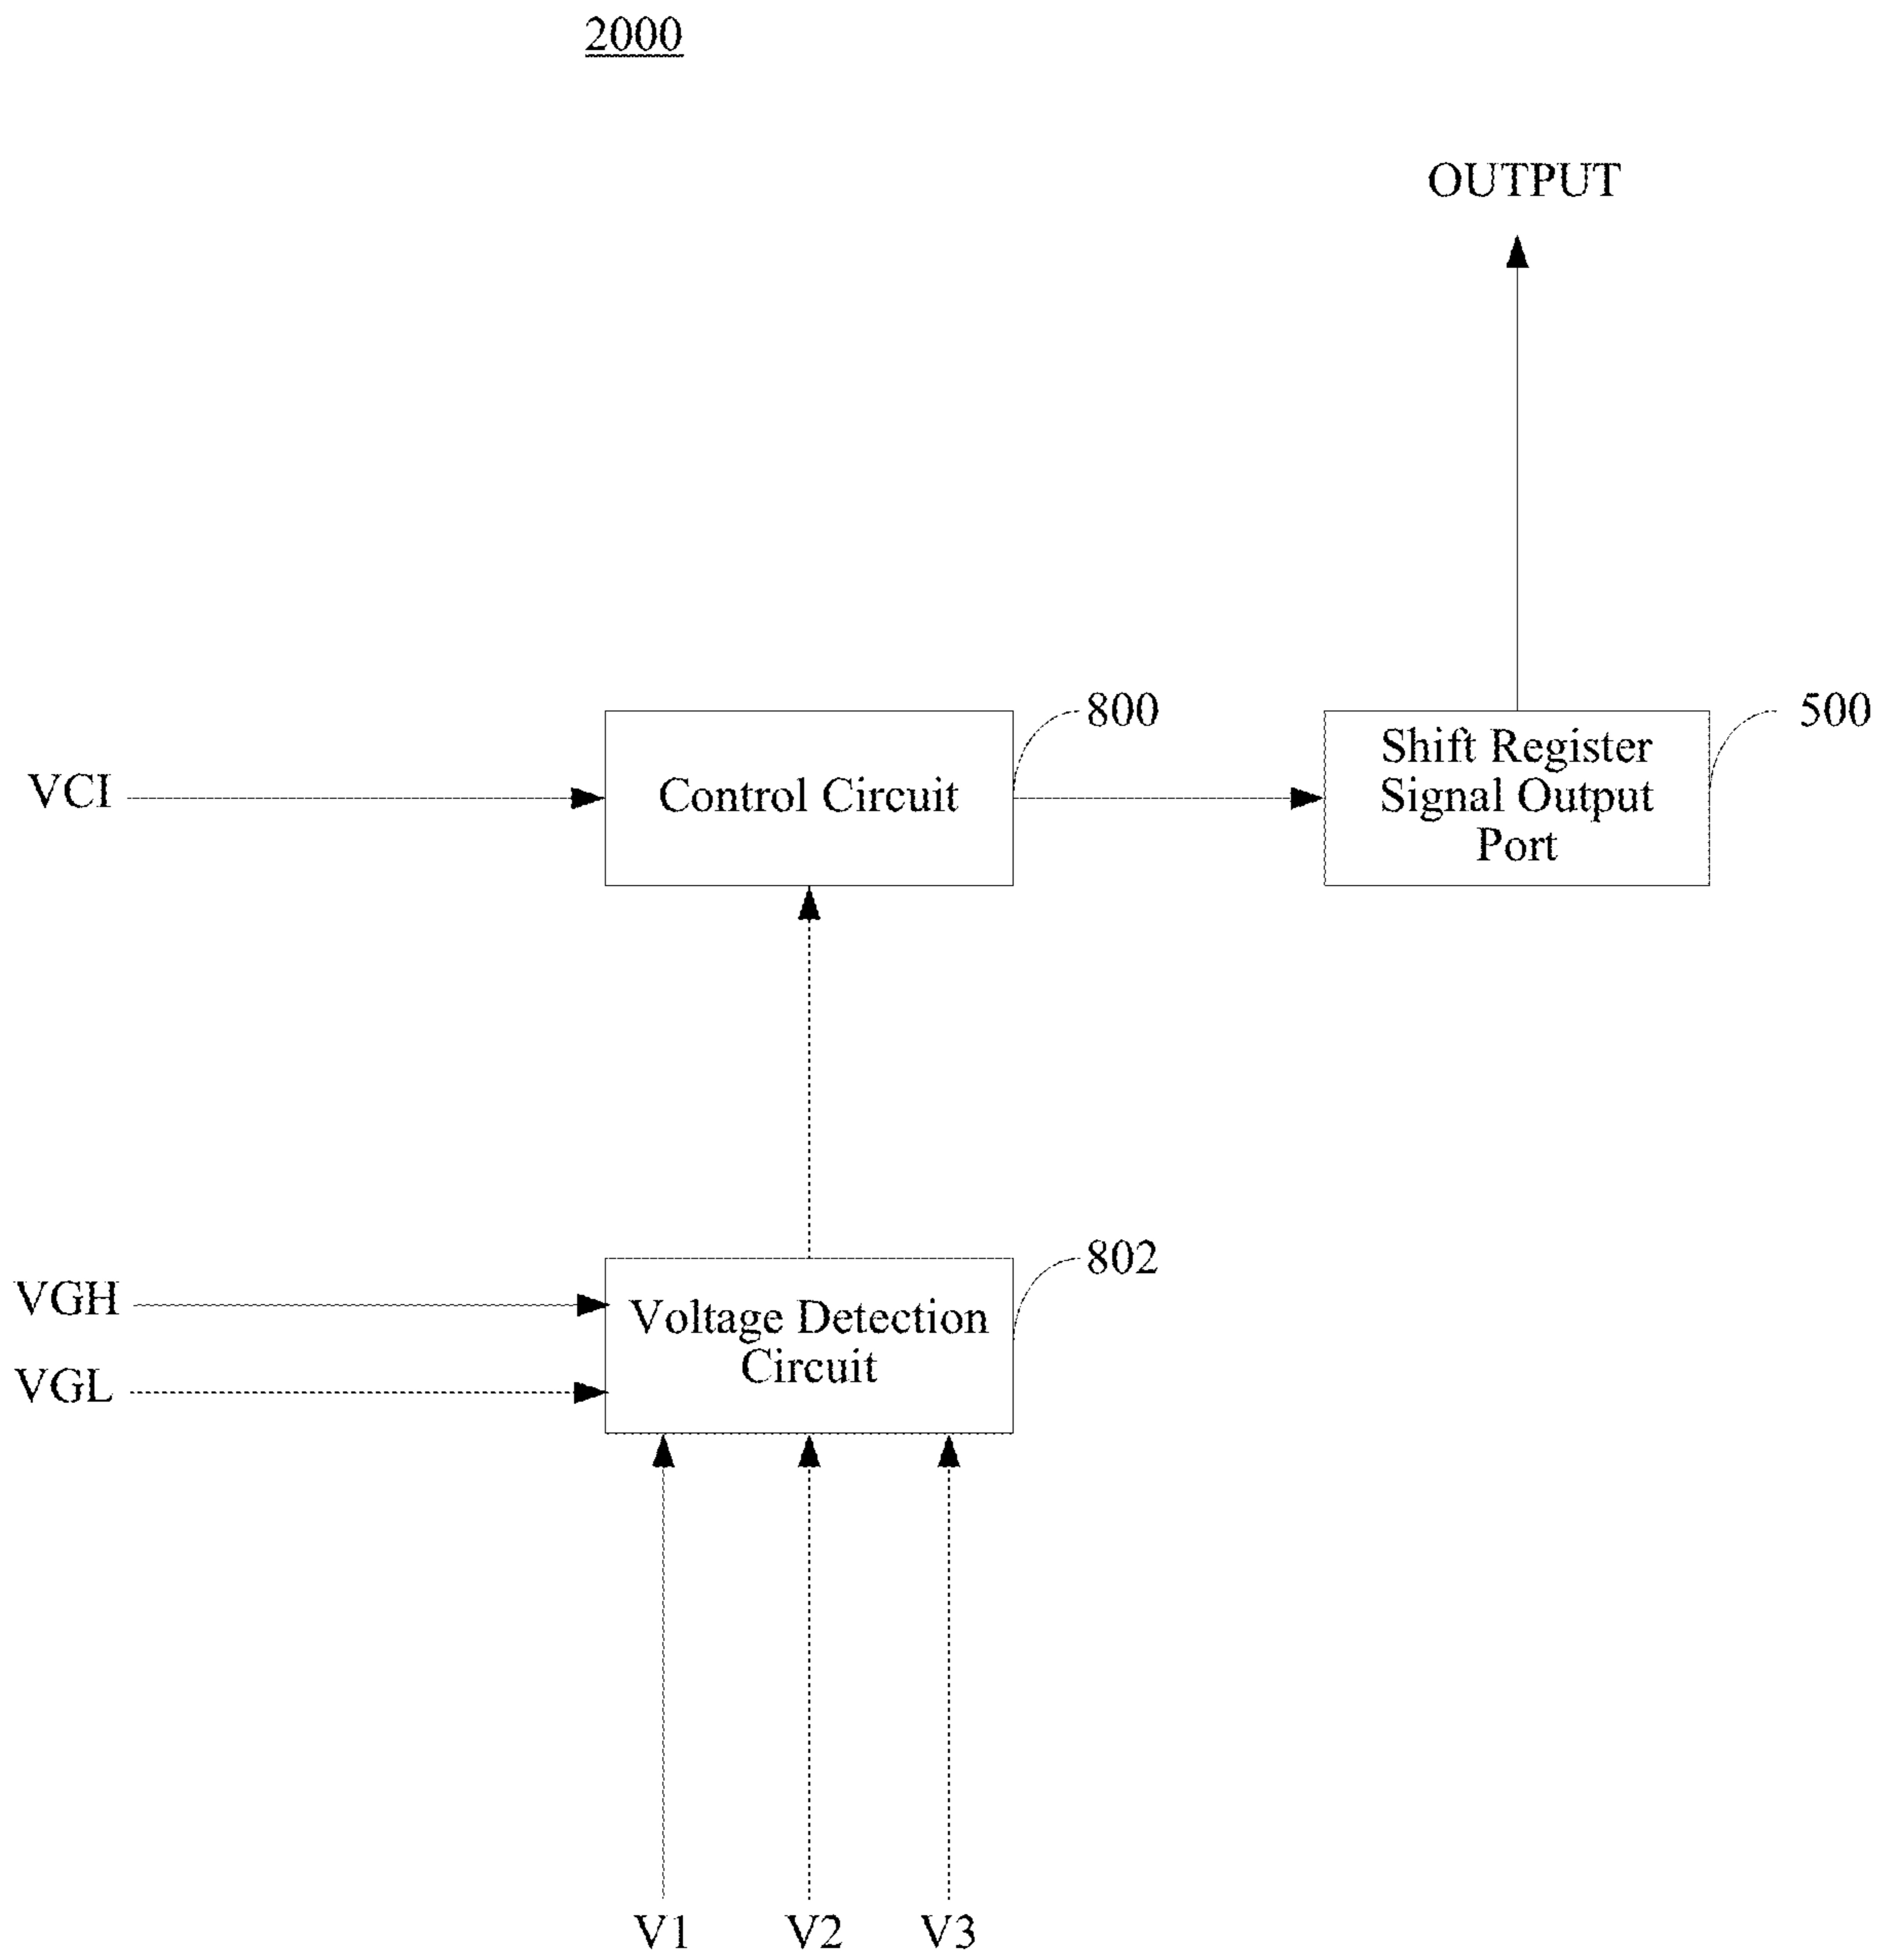 2000
OUTPUT
800
500
VCI
Control Circuit
Shift Register
Signal Output
Port
802
VGH
Voltage Detection
Circuit
VGL
V1
V2
V3